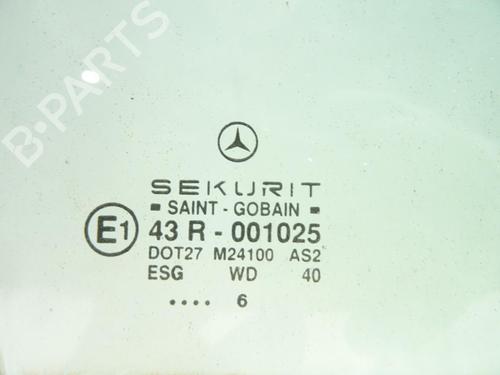 B-PARTS
SEKURIT
▪ SAINT - GOBAIN ▪
E1 43 R - 001025
DOT27 M24100 AS2
ESG WD 40
.... 6